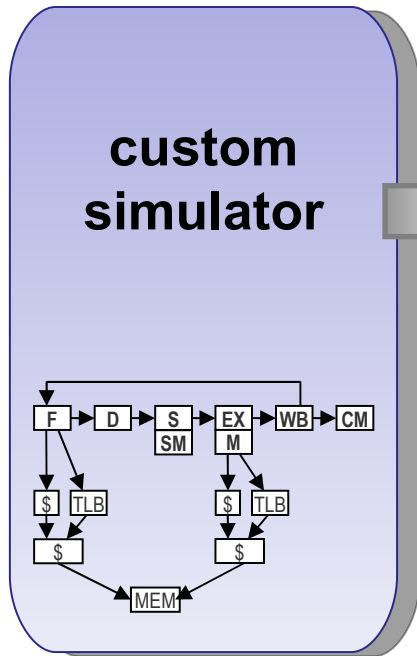 custom
simulator
F D S EX WB CM
SM M
$ TLB $ TLB
$ $
MEM